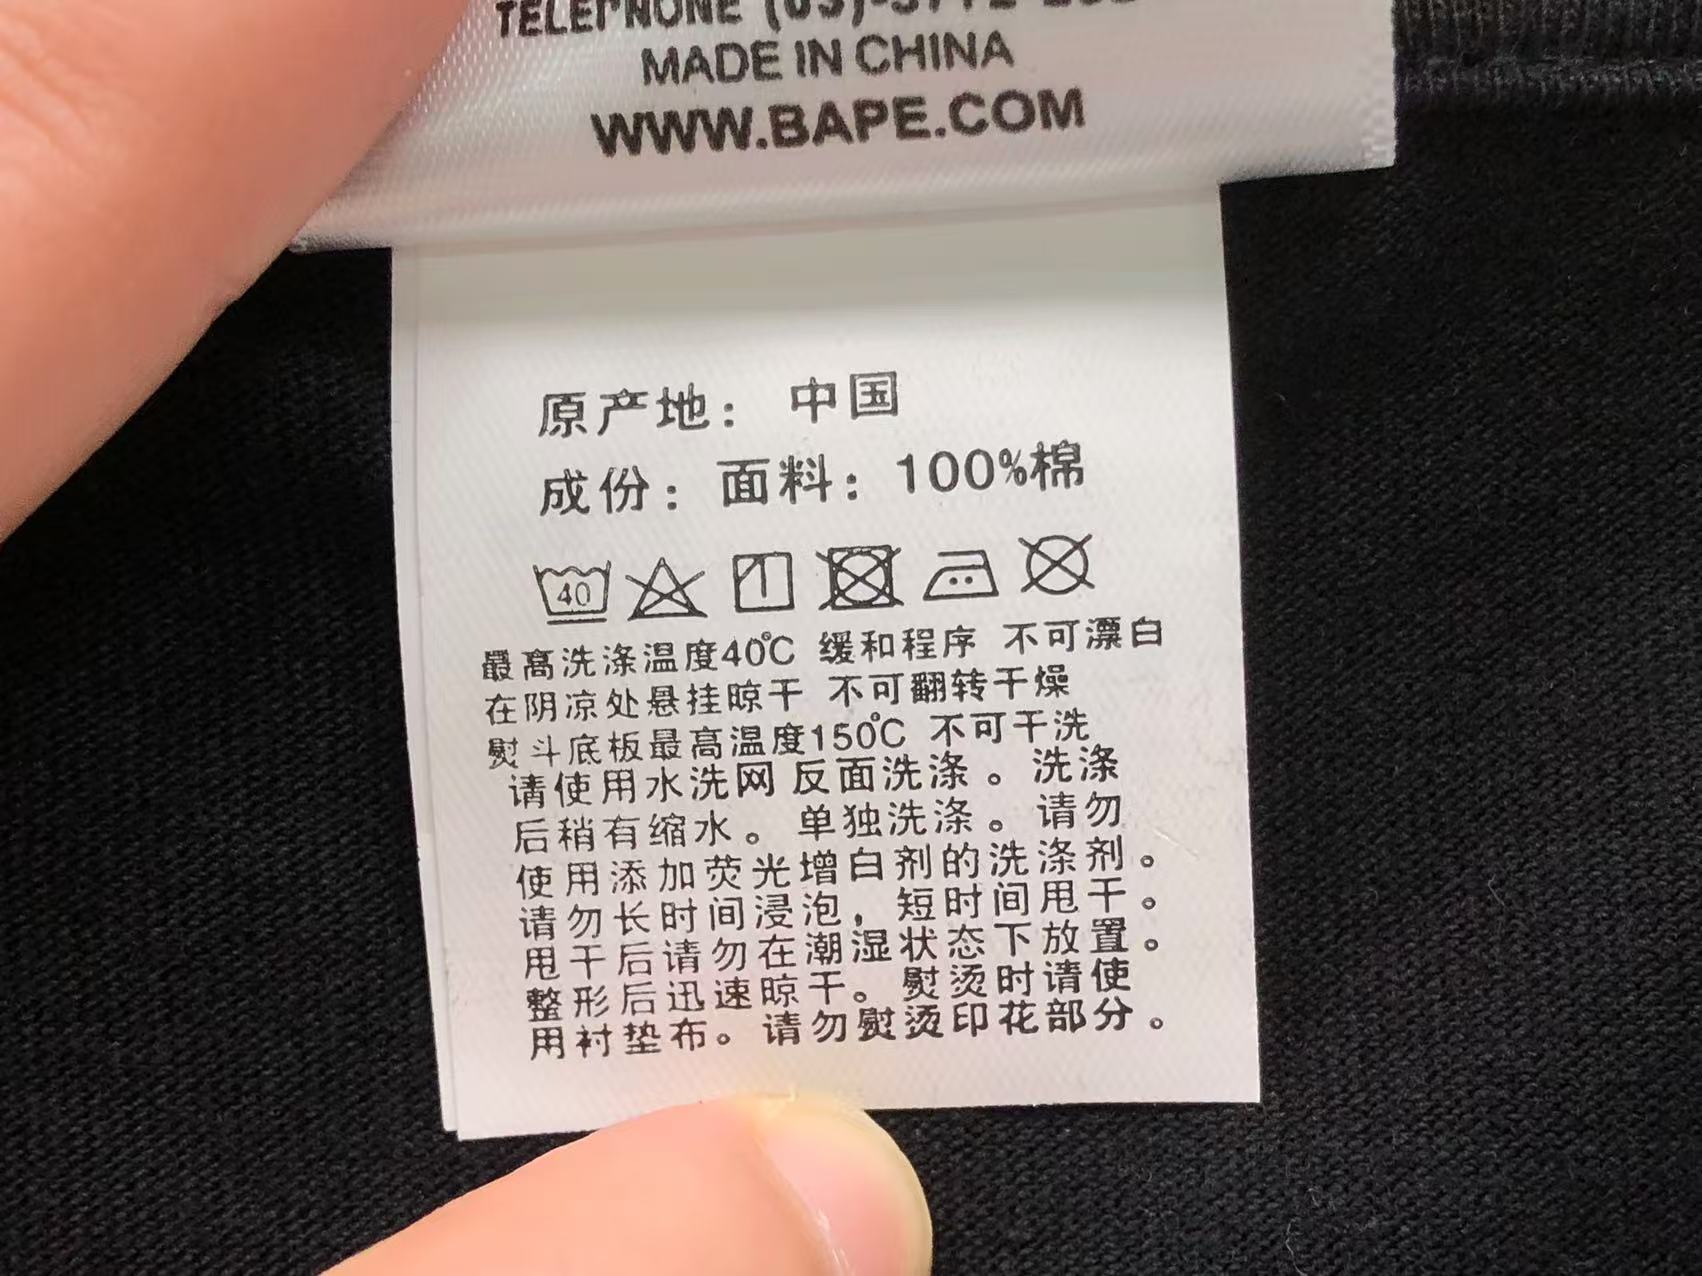 TELEPHONE
MADE IN CHINA
WWW.BAPE.COM
原产地：中国
成份：面料：100%棉
40
最高洗涤温度40℃ 缓和程序 不可漂白
在阴凉处悬挂晾干 不可翻转干燥
熨斗底板最高温度150℃ 不可干洗
请使用水洗网反面洗涤。洗涤
后稍有缩水。单独洗涤。请勿
使用添加荧光增白剂的洗涤剂。
请勿长时间浸泡，短时间甩干。
甩干后请勿在潮湿状态下放置。
整形后迅速晾干。熨烫时请使
用衬垫布。请勿熨烫印花部分。